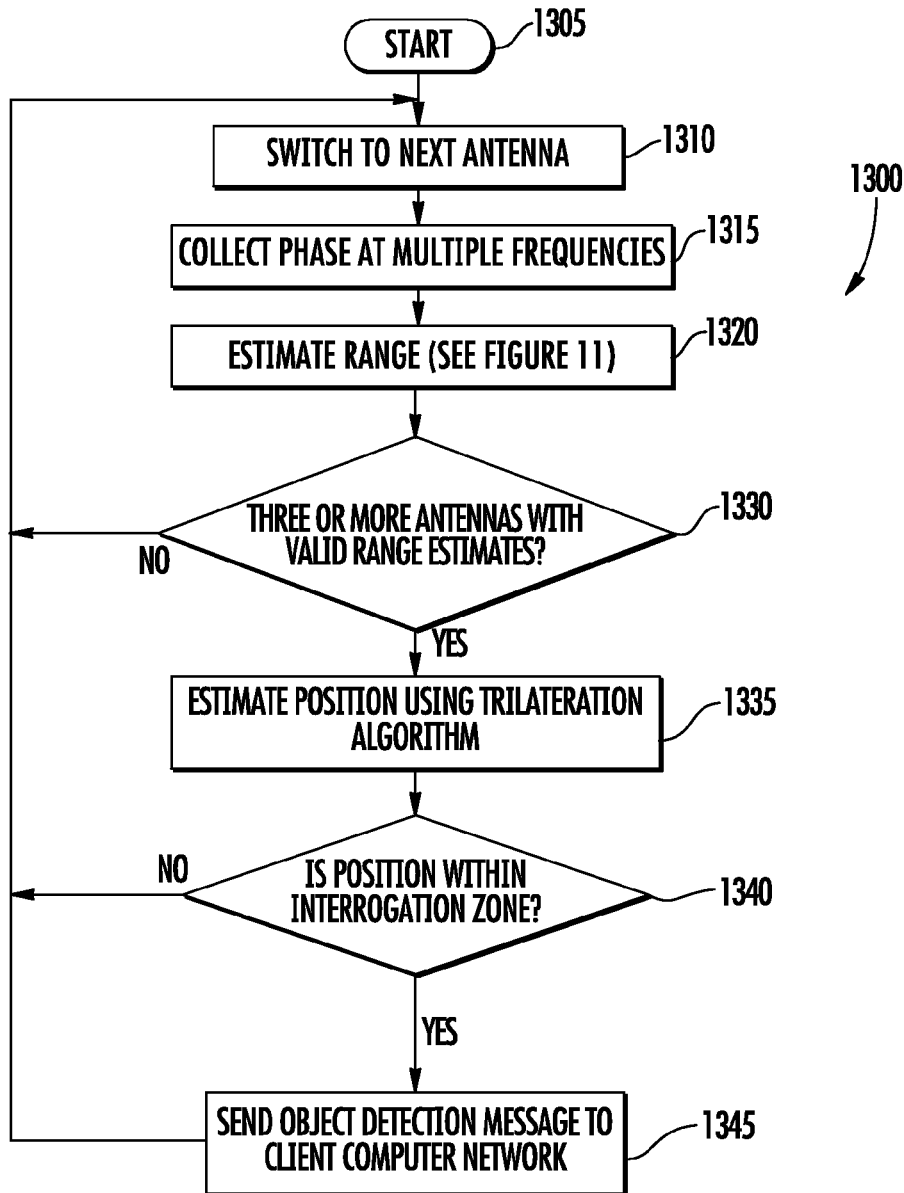 START
1305
SWITCH TO NEXT ANTENNA
1310
1300
COLLECT PHASE AT MULTIPLE FREQUENCIES
1315
ESTIMATE RANGE (SEE FIGURE 11)
1320
THREE OR MORE ANTENNAS WITH
VALID RANGE ESTIMATES?
1330
NO
YES
ESTIMATE POSITION USING TRILATERATION
ALGORITHM
1335
NO
IS POSITION WITHIN
INTERROGATION ZONE?
1340
YES
SEND OBJECT DETECTION MESSAGE TO
CLIENT COMPUTER NETWORK
1345